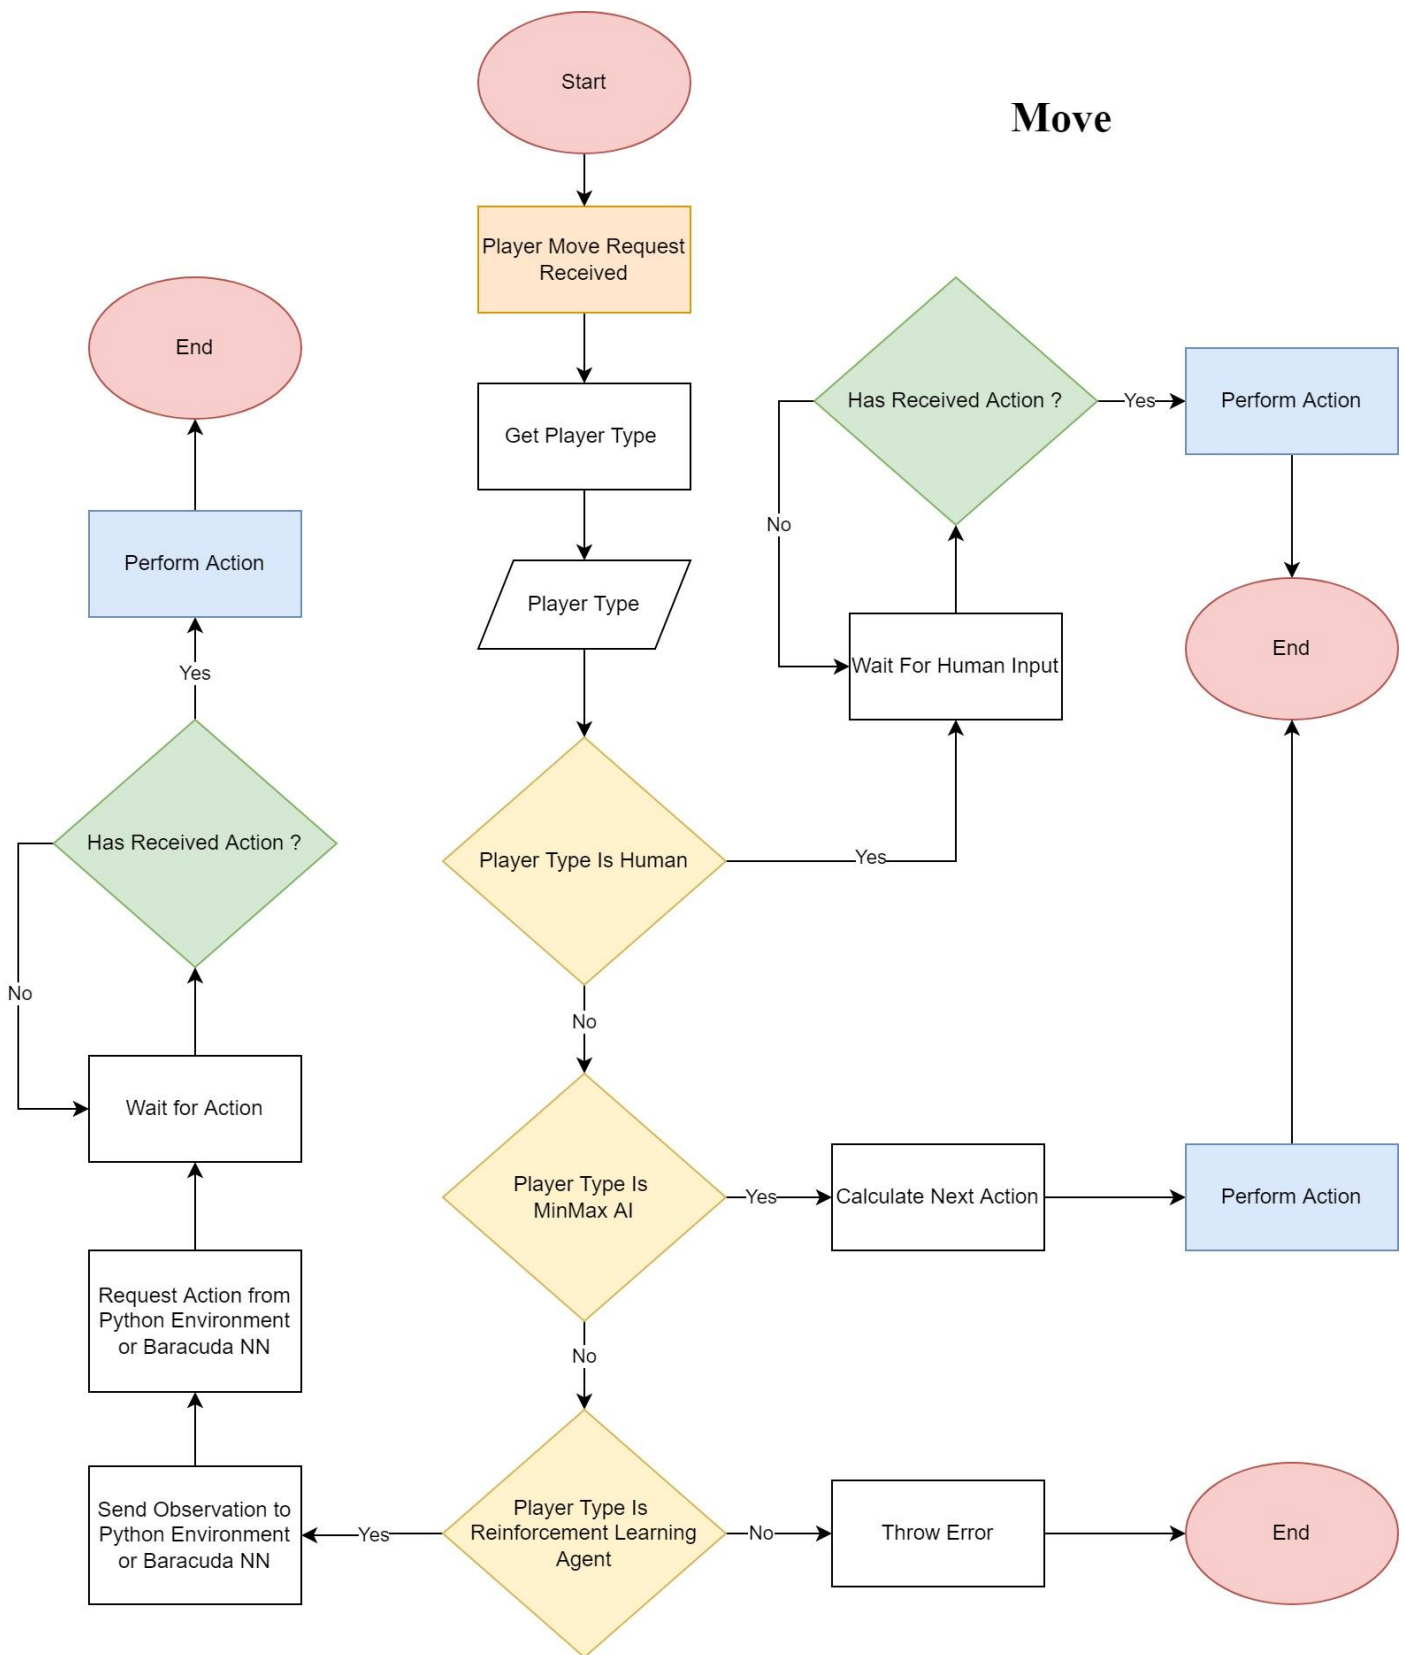 Start
Move
Player Move Request
Received
End
Has Received Action ?
Yes
Perform Action
Get Player Type
No
Perform Action
Player Type
Yes
Wait For Human Input
End
Has Received Action ?
Player Type Is Human
Yes
No
No
Wait for Action
Player Type Is
MinMax AI
Yes
Calculate Next Action
Perform Action
Request Action from
Python Environment
or Baracuda NN
No
Send Observation to
Python Environment
or Baracuda NN
Yes
Player Type Is
Reinforcement Learning
Agent
No
Throw Error
End